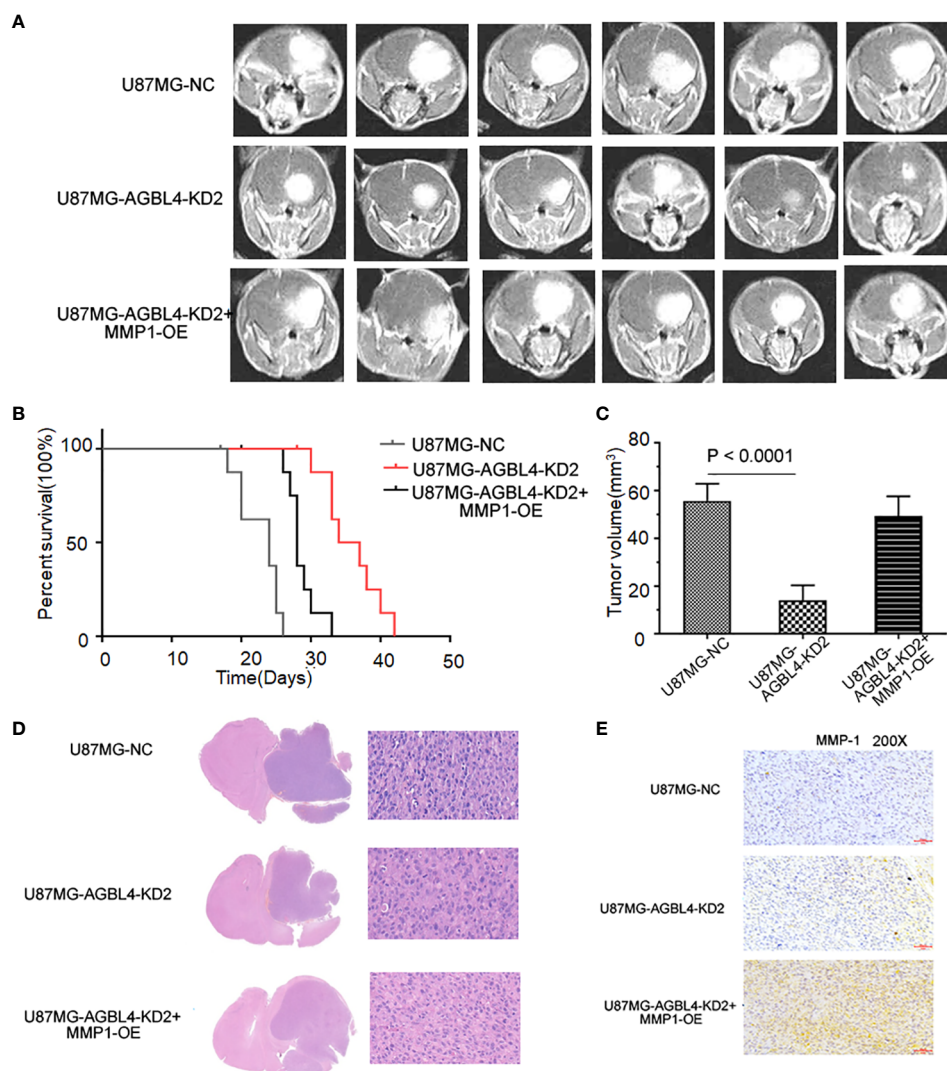 A
U87MG-NC
U87MG-AGBL4-KD2
U87MG-AGBL4-KD2+
MMP1-OE
B
Percent survival(100%)
100
50
0
0
10
20
30
40
50
Time(Days)
U87MG-NC
U87MG-AGBL4-KD2
U87MG-AGBL4-KD2+
MMP1-OE
C
Tumor volume(mm³)
80
60
40
20
0
P < 0.0001
U87MG-NC
U87MG-
AGBL4-KD2
U87MG-
AGBL4-KD2+
MMP1-OE
D
U87MG-NC
U87MG-AGBL4-KD2
U87MG-AGBL4-KD2+
MMP1-OE
E
MMP-1 200X
U87MG-NC
U87MG-AGBL4-KD2
U87MG-AGBL4-KD2+
MMP1-OE